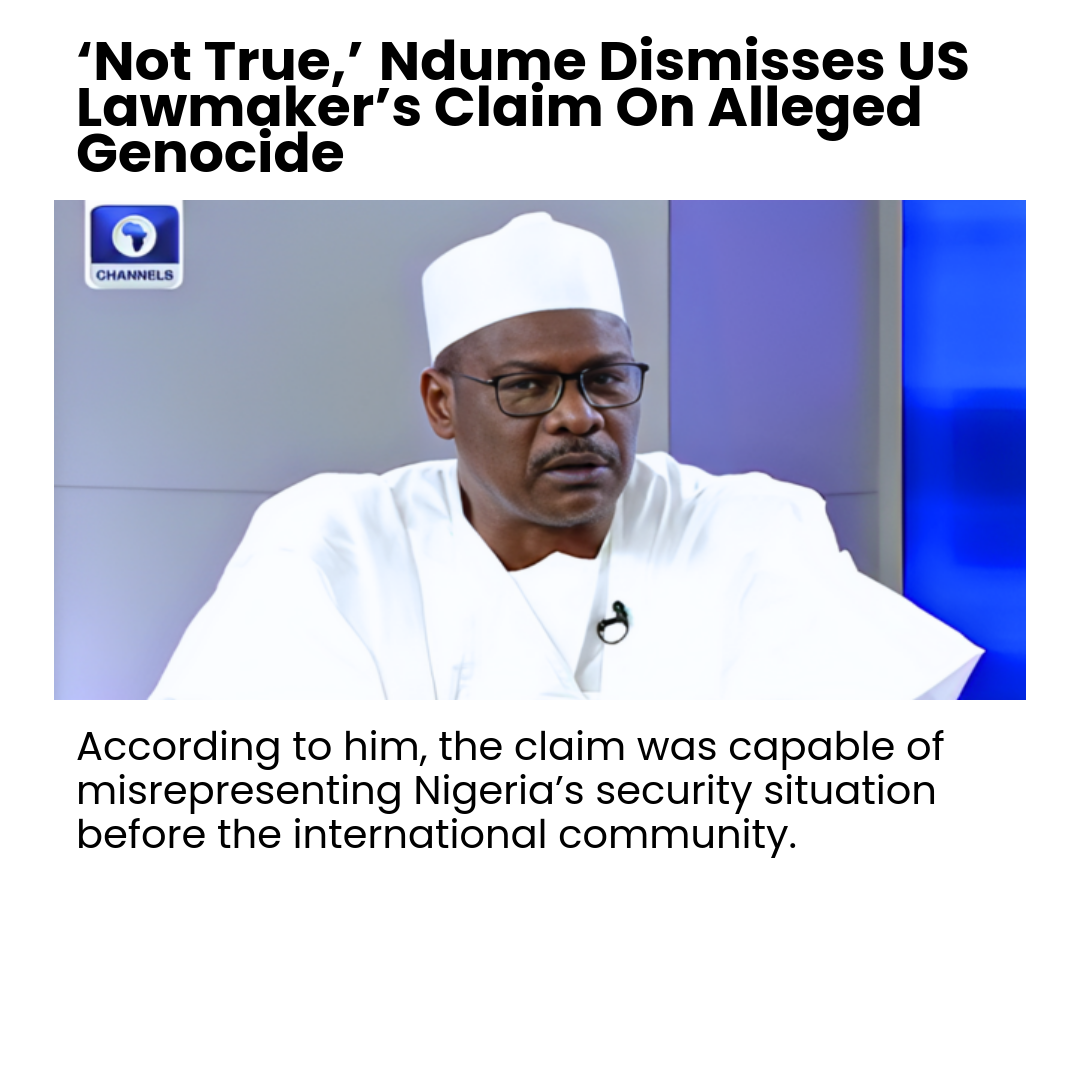 ‘Not True,’ Ndume Dismisses US
Lawmaker’s Claim On Alleged
Genocide
CHANNELS
According to him, the claim was capable of
misrepresenting Nigeria’s security situation
before the international community.